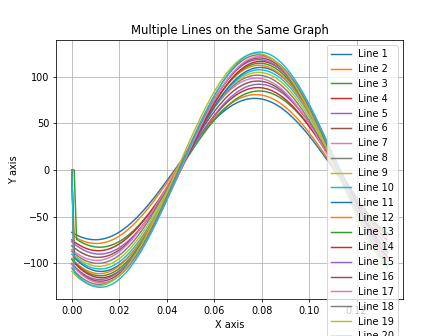 Multiple Lines on the Same Graph
Y axis
100
50
0
−50
−100
0.00 0.02 0.04 0.06 0.08 0.10
X axis
Line 1
Line 2
Line 3
Line 4
Line 5
Line 6
Line 7
Line 8
Line 9
Line 10
Line 11
Line 12
Line 13
Line 14
Line 15
Line 16
Line 17
Line 18
Line 19
Line 20